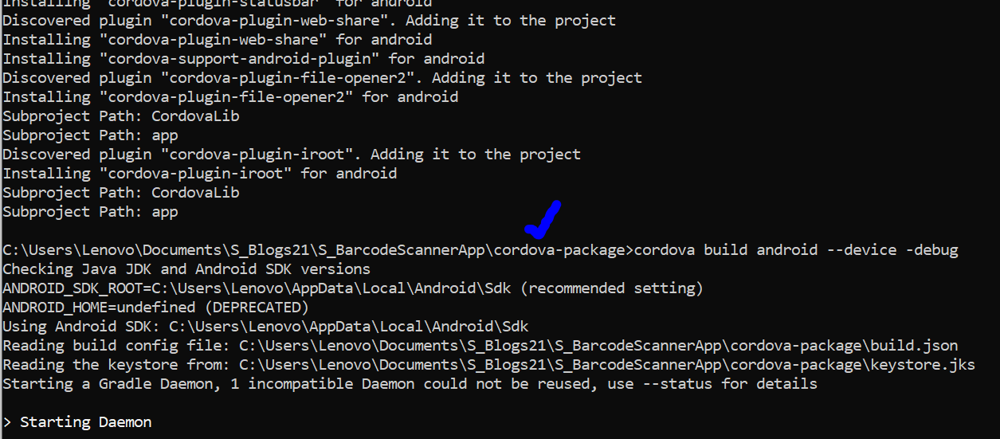 Installing "cordova-plugin-statusbar" for android
Discovered plugin "cordova-plugin-web-share". Adding it to the project
Installing "cordova-plugin-web-share" for android
Installing "cordova-support-android-plugin" for android
Discovered plugin "cordova-plugin-file-opener2". Adding it to the project
Installing "cordova-plugin-file-opener2" for android
Subproject Path: CordovaLib
Subproject Path: app
Discovered plugin "cordova-plugin-iroot". Adding it to the project
Installing "cordova-plugin-iroot" for android
Subproject Path: CordovaLib
Subproject Path: app
C:\Users\Lenovo\Documents\S_Blogs21\S_BarcodeScannerApp\cordova-package>cordova build android --device -debug
Checking Java JDK and Android SDK versions
ANDROID_SDK_ROOT=C:\Users\Lenovo\AppData\Local\Android\Sdk (recommended setting)
ANDROID_HOME=undefined (DEPRECATED)
Using Android SDK: C:\Users\Lenovo\AppData\Local\Android\Sdk
Reading build config file: C:\Users\Lenovo\Documents\S_Blogs21\S_BarcodeScannerApp\cordova-package\build.json
Reading the keystore from: C:\Users\Lenovo\Documents\S_Blogs21\S_BarcodeScannerApp\cordova-package\keystore.jks
Starting a Gradle Daemon, 1 incompatible Daemon could not be reused, use --status for details
> Starting Daemon